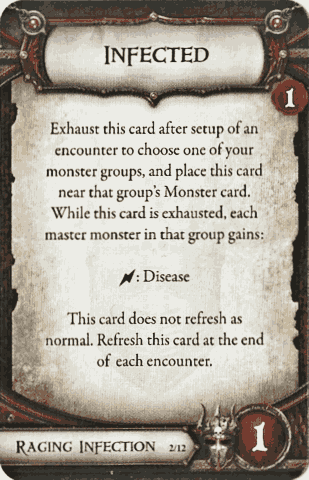 INFECTED
1
Exhaust this card after setup of an
encounter to choose one of your
monster groups, and place this card
near that group's Monster card.
While this card is exhausted, each
master monster in that group gains:
: Disease
This card does not refresh as
normal. Refresh this card at the end
of each encounter.
RAGING INFECTION 2/12
1